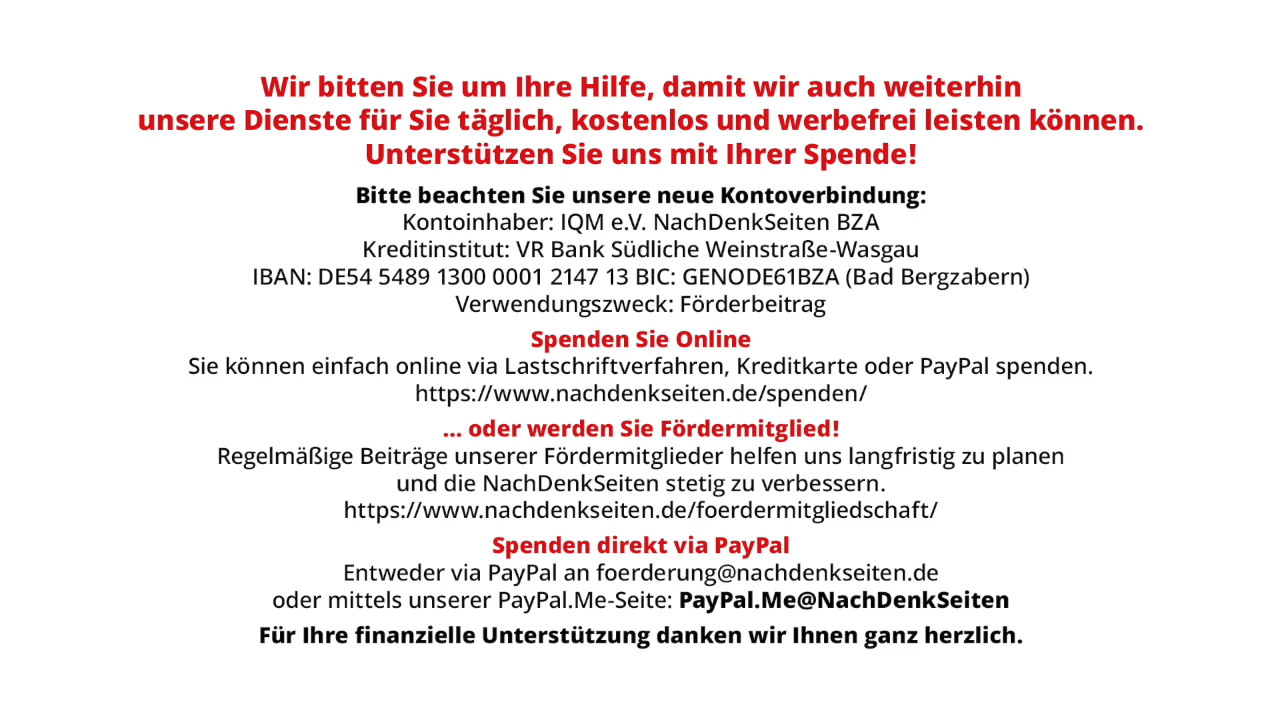 Wir bitten Sie um Ihre Hilfe, damit wir auch weiterhin
unsere Dienste für Sie täglich, kostenlos und werbefrei leisten können.
Unterstützen Sie uns mit Ihrer Spende!
Bitte beachten Sie unsere neue Kontoverbindung:
Kontoinhaber: IQM e.V. NachDenkSeiten BZA
Kreditinstitut: VR Bank Südliche Weinstraße-Wasgau
IBAN: DE54 5489 1300 0001 2147 13 BIC: GENODE61BZA (Bad Bergzabern)
Verwendungszweck: Förderbeitrag
Spenden Sie Online
Sie können einfach online via Lastschriftverfahren, Kreditkarte oder PayPal spenden.
https://www.nachdenkseiten.de/spenden/
... oder werden Sie Fördermitglied!
Regelmäßige Beiträge unserer Fördermitglieder helfen uns langfristig zu planen
und die NachDenkSeiten stetig zu verbessern.
https://www.nachdenkseiten.de/foerdermitgliedschaft/
Spenden direkt via PayPal
Entweder via PayPal an foerderung@nachdenkseiten.de
oder mittels unserer PayPal.Me-Seite: PayPal.Me@NachDenkSeiten
Für Ihre finanzielle Unterstützung danken wir Ihnen ganz herzlich.